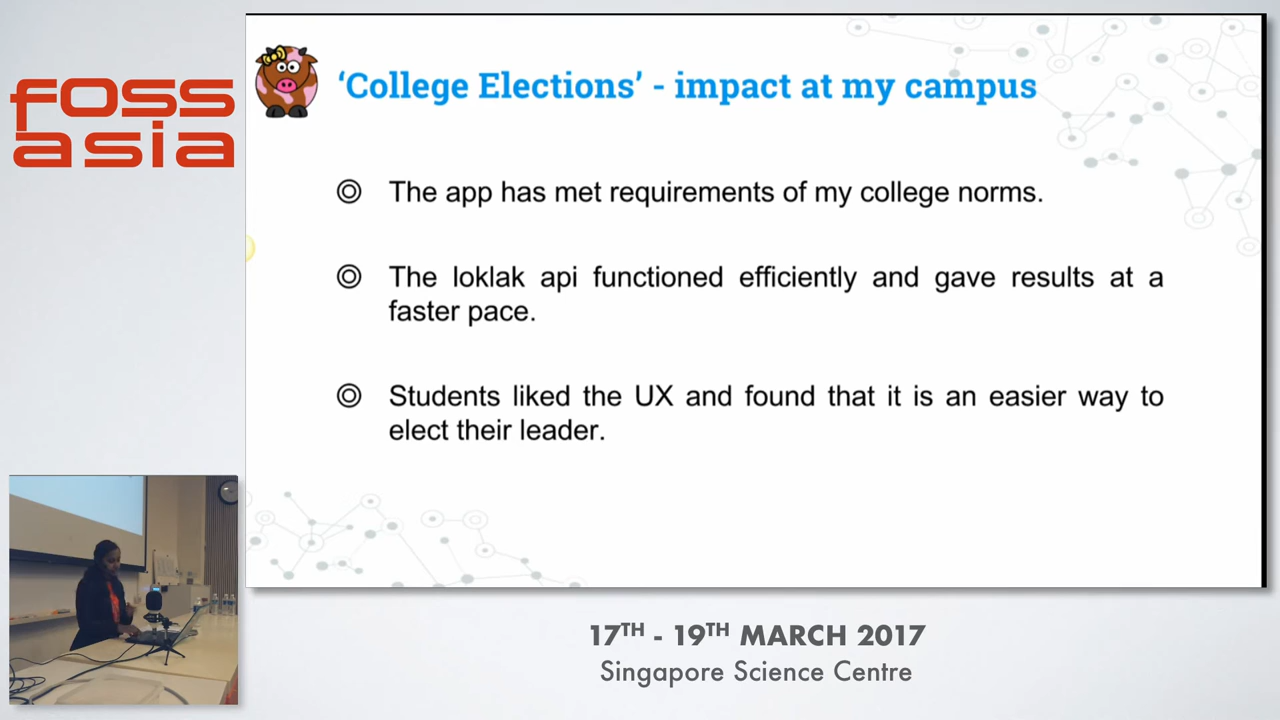 foss
asia
‘College Elections’ - impact at my campus
The app has met requirements of my college norms.
The loklak api functioned efficiently and gave results at a
faster pace.
Students liked the UX and found that it is an easier way to
elect their leader.
17TH - 19TH MARCH 2017
Singapore Science Centre